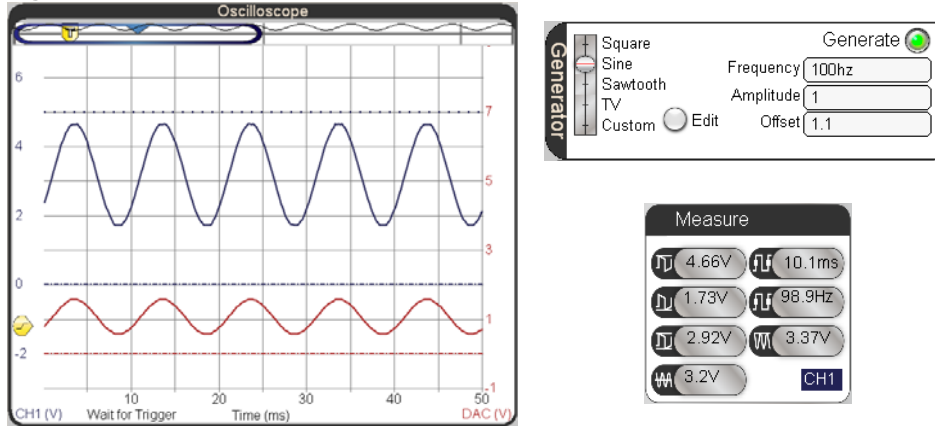 Oscilloscope
T
6
4
2
0
-2
7
5
3
1
-1
10
20
30
40
50
CH1 (V)
Wait for Trigger
Time (ms)
DAC (V)
Generator
Square
Sine
Sawtooth
TV
Custom
Edit
Generate
Frequency 100hz
Amplitude 1
Offset 1.1
Measure
4.66V 10.1ms
1.73V 98.9Hz
2.92V 3.37V
3.2V CH1